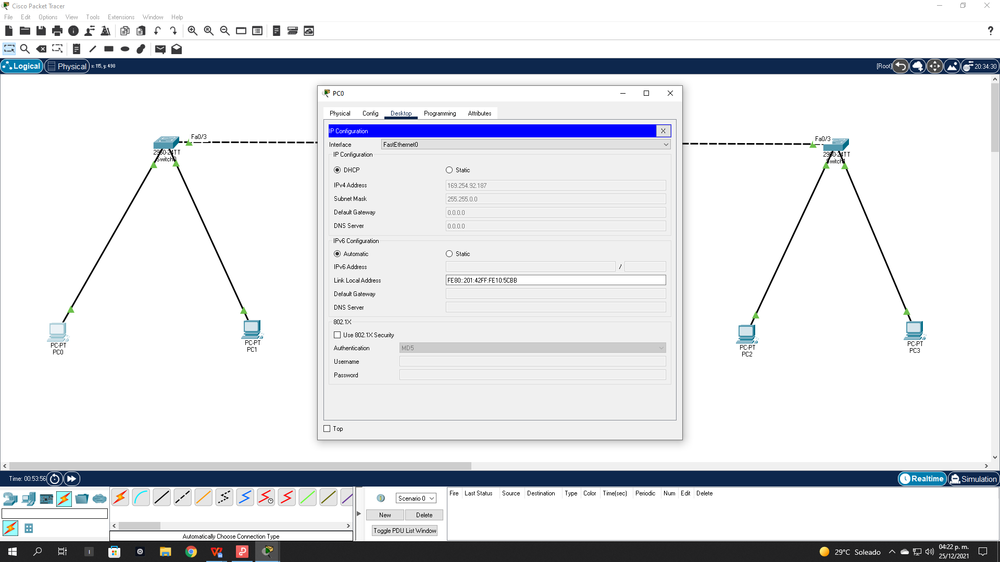 Cisco Packet Tracer
File Edit Options View Tools Extensions Window Help
Logical Physical x: 115, y: 498 [Root] 20:34:30
PC0
Physical Config Desktop Programming Attributes
IP Configuration X
Interface FastEthernet0
IP Configuration
DHCP Static
IPv4 Address 169.254.92.187
Subnet Mask 255.255.0.0
Default Gateway 0.0.0.0
DNS Server 0.0.0.0
IPv6 Configuration
Automatic Static
IPv6 Address /
Link Local Address FE80::201:42FF:FE10:5CBB
Default Gateway
DNS Server
802.1X
Use 802.1X Security
Authentication MD5
Username
Password
Top
Fa0/3
2960-24TT
Switch0
PC-PT
PC0
PC-PT
PC1
Fa0/3
2960-24TT
Switch1
PC-PT
PC2
PC-PT
PC3
Time: 00:53:56 Realtime Simulation
Scenario 0
New Delete
Toggle PDU List Window
Fire Last Status Source Destination Type Color Time(sec) Periodic Num Edit Delete
Automatically Choose Connection Type
29°C Soleado
04:22 p. m.
25/12/2021